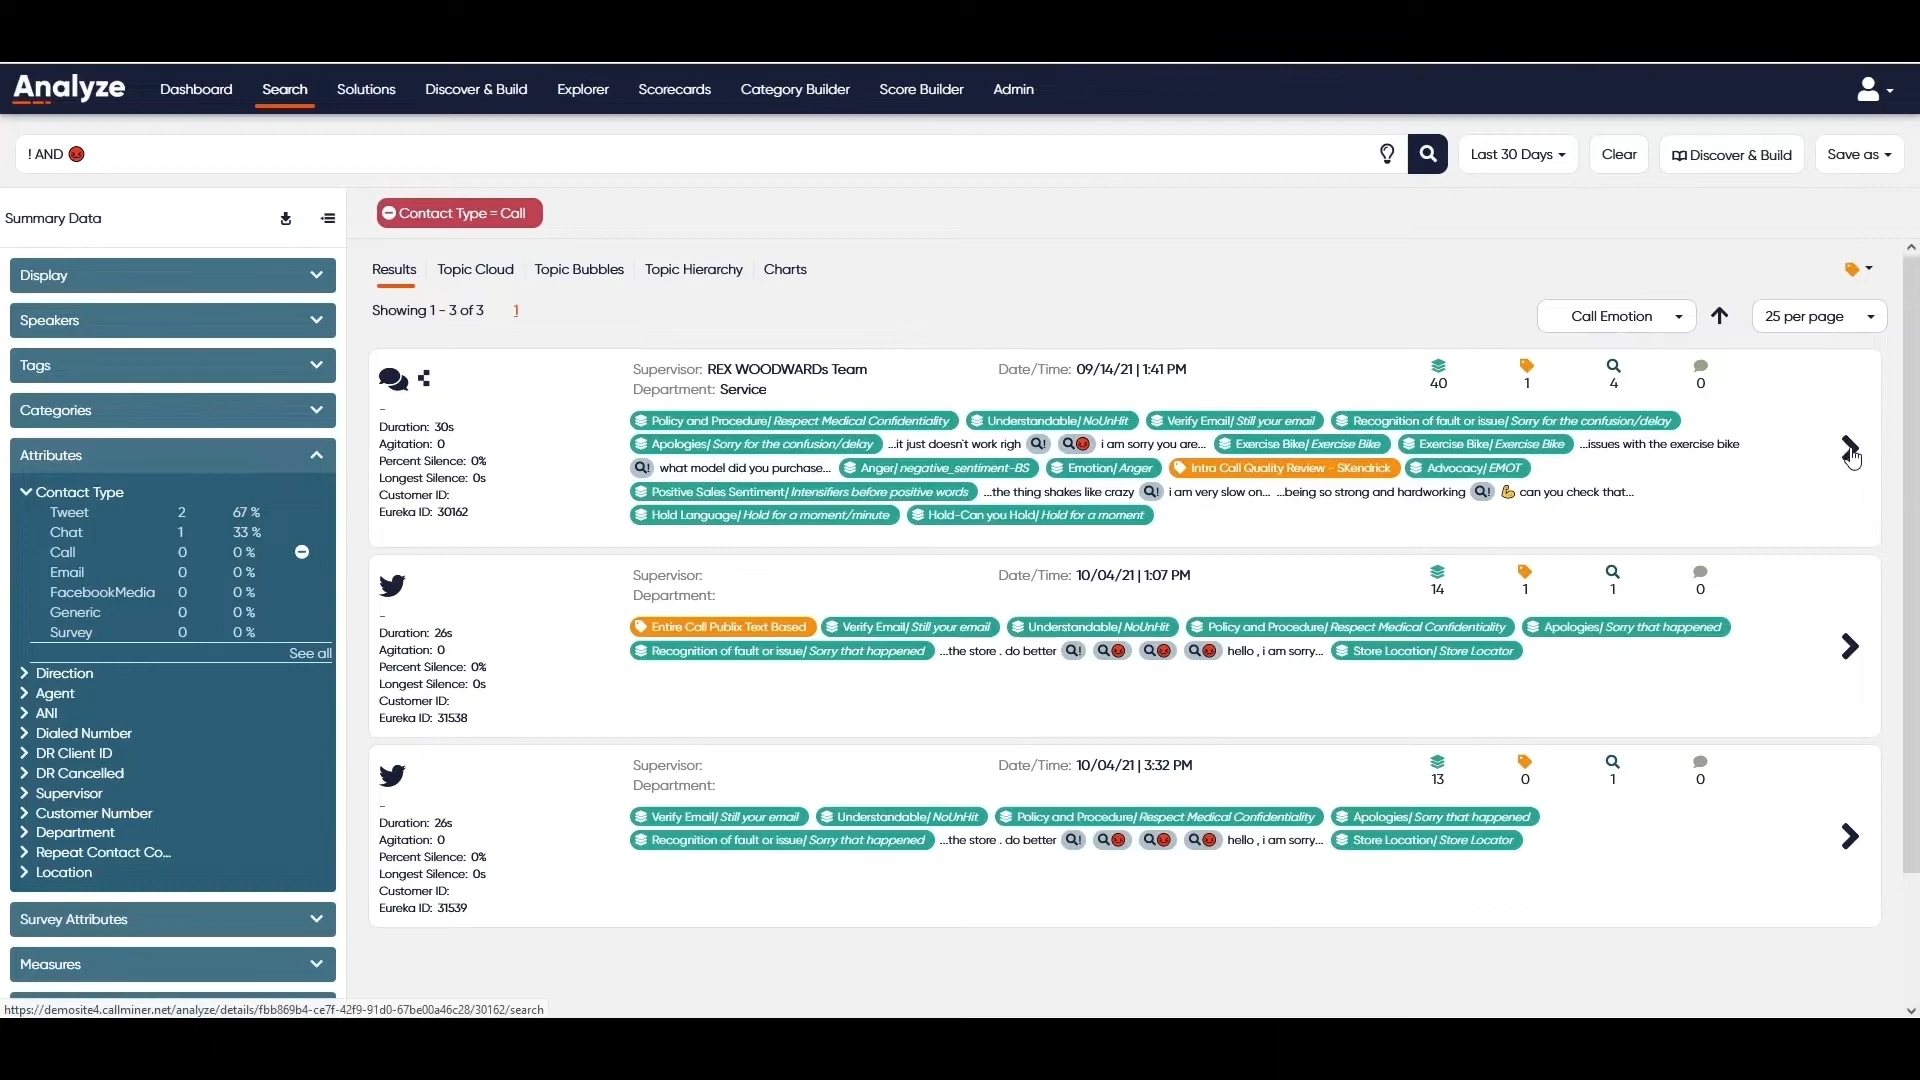 Analyze
Dashboard Search Solutions Discover & Build Explorer Scorecards Category Builder Score Builder Admin
! AND 😡
Last 30 Days
Clear
Discover & Build
Save as
Summary Data
Display
Speakers
Tags
Categories
Attributes
Contact Type
Tweet 2 67 %
Chat 1 33 %
Call 0 0 %
Email 0 0 %
FacebookMedia 0 0 %
Generic 0 0 %
Survey 0 0 %
See all
Direction
Agent
ANI
Dialed Number
DR Client ID
DR Cancelled
Supervisor
Customer Number
Department
Repeat Contact Co...
Location
Survey Attributes
Measures
Contact Type = Call
Results Topic Cloud Topic Bubbles Topic Hierarchy Charts
Showing 1 - 3 of 3 1
Call Emotion
25 per page
–
Duration: 30s
Agitation: 0
Percent Silence: 0%
Longest Silence: 0s
Customer ID:
Eureka ID: 30162
Supervisor: REX WOODWARDs Team Date/Time: 09/14/21 | 1:41 PM
Department: Service
40 1 4 0
Policy and Procedure/ Respect Medical Confidentiality Understandable/ NoUnHit Verify Email/ Still your email Recognition of fault or issue/ Sorry for the confusion/delay
Apologies/ Sorry for the confusion/delay ...it just doesn't work righ ! 😡 i am sorry you are... Exercise Bike/ Exercise Bike Exercise Bike/ Exercise Bike ...issues with the exercise bike
! what model did you purchase... Anger/ negative_sentiment-BS Emotion/ Anger Intra Call Quality Review - SKendrick Advocacy/ EMOT
Positive Sales Sentiment/ Intensifiers before positive words ...the thing shakes like crazy ! i am very slow on... ...being so strong and hardworking ! 💪 can you check that...
Hold Language/ Hold for a moment/minute Hold-Can you Hold/ Hold for a moment
–
Duration: 26s
Agitation: 0
Percent Silence: 0%
Longest Silence: 0s
Customer ID:
Eureka ID: 31538
Supervisor: Date/Time: 10/04/21 | 1:07 PM
Department:
14 1 1 0
Entire Call Publix Text Based Verify Email/ Still your email Understandable/ NoUnHit Policy and Procedure/ Respect Medical Confidentiality Apologies/ Sorry that happened
Recognition of fault or issue/ Sorry that happened ...the store . do better ! 😡 😡 😡 hello , i am sorry... Store Location/ Store Locator
–
Duration: 26s
Agitation: 0
Percent Silence: 0%
Longest Silence: 0s
Customer ID:
Eureka ID: 31539
Supervisor: Date/Time: 10/04/21 | 3:32 PM
Department:
13 0 1 0
Verify Email/ Still your email Understandable/ NoUnHit Policy and Procedure/ Respect Medical Confidentiality Apologies/ Sorry that happened
Recognition of fault or issue/ Sorry that happened ...the store . do better ! 😡 😡 😡 hello , i am sorry... Store Location/ Store Locator
https://demosite4.callminer.net/analyze/details/fbb869b4-ce7f-42f9-91d0-67be00a46c28/30162/search